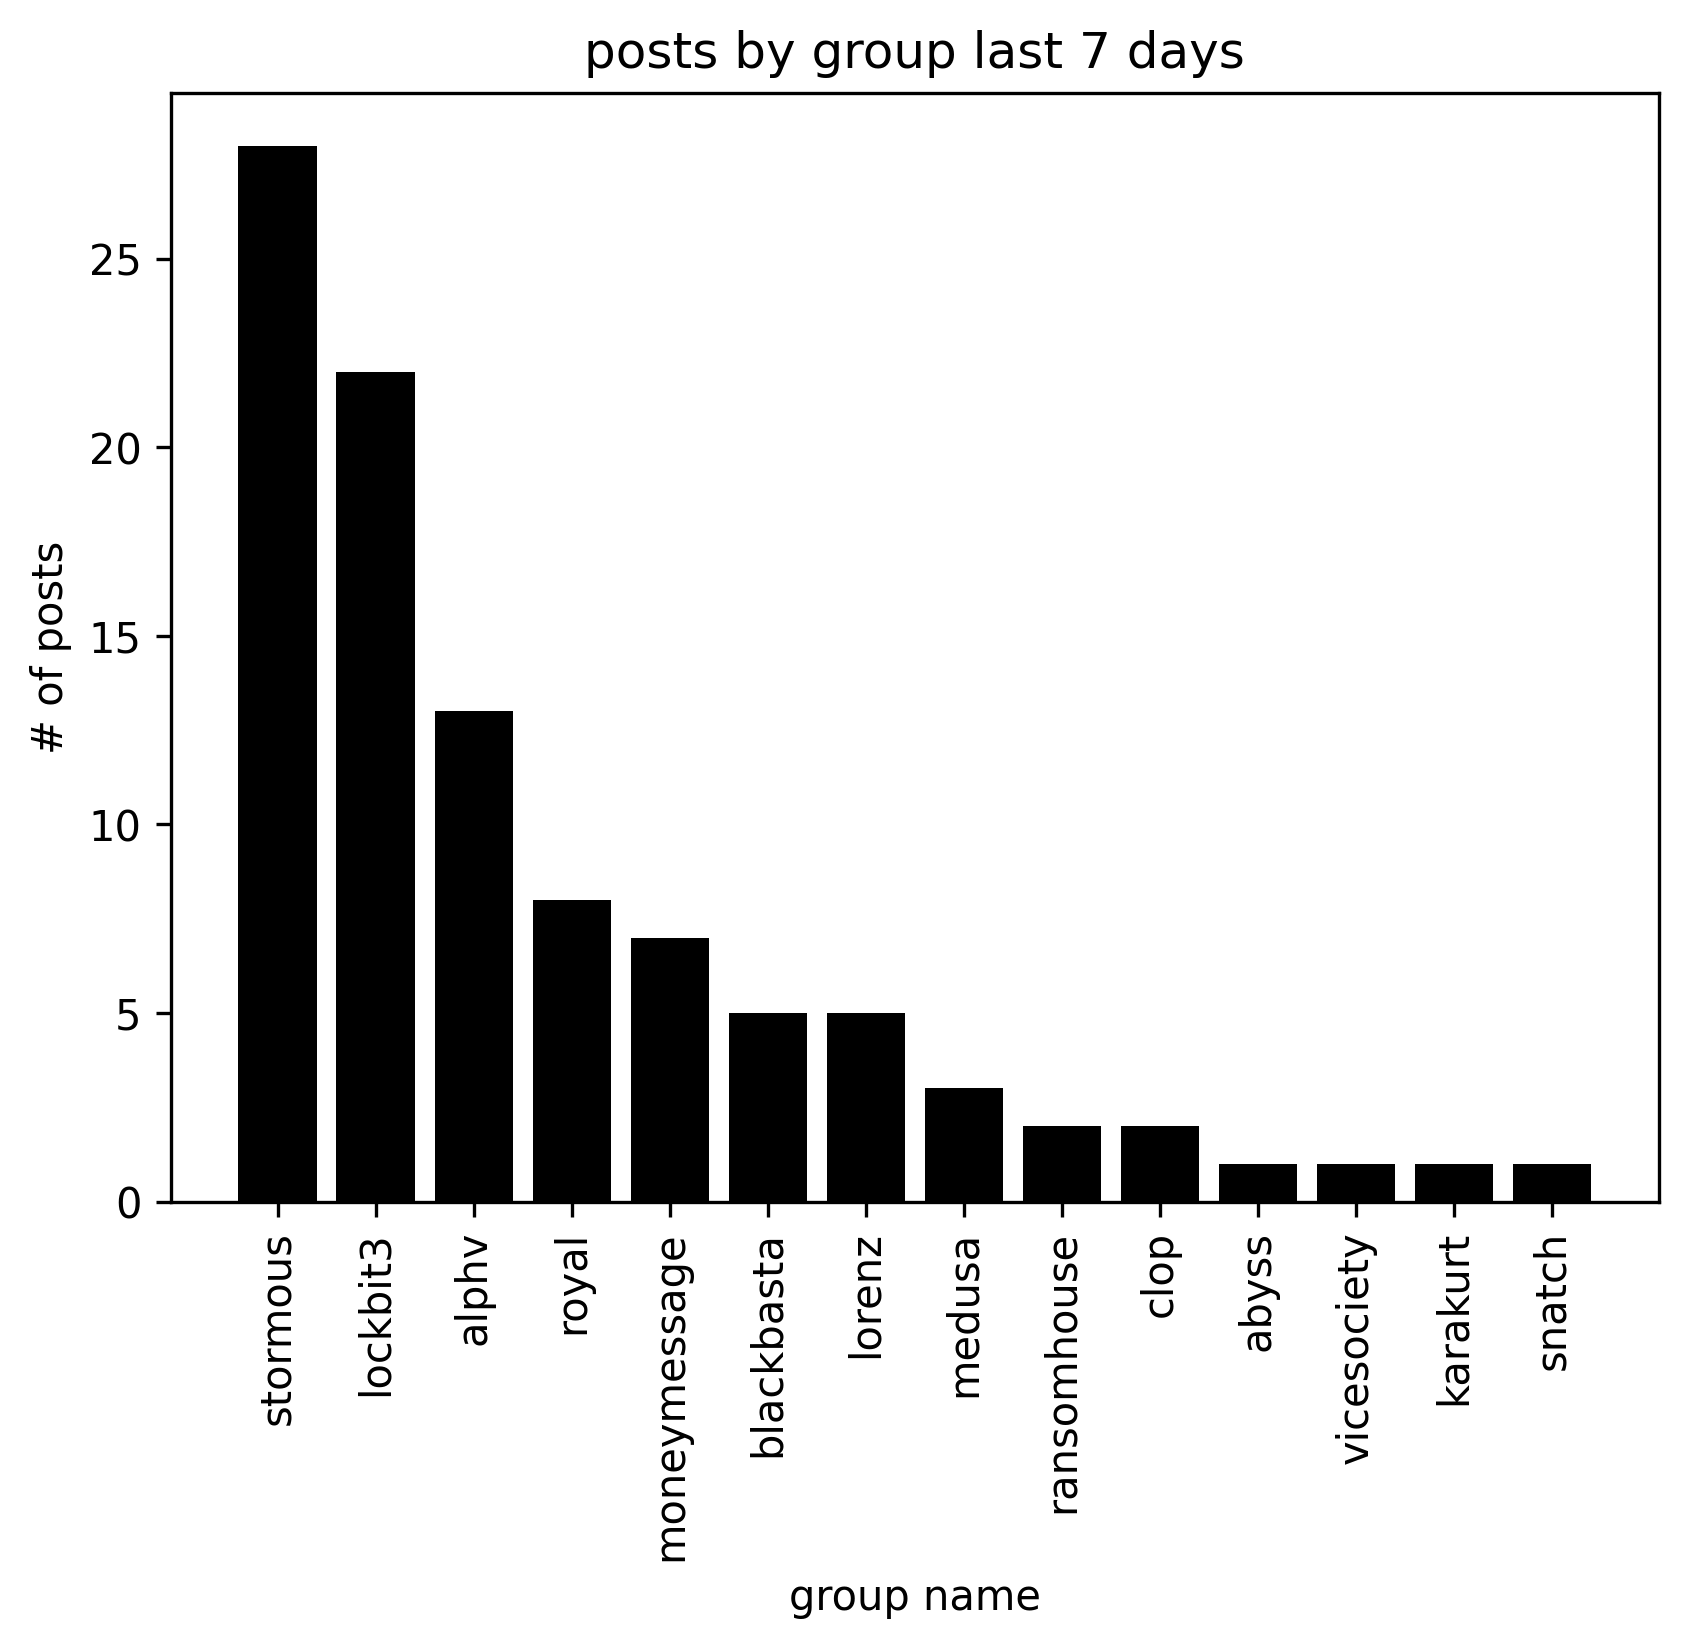 posts by group last 7 days
# of posts
25
20
15
10
5
0
stormous
lockbit3
alphv
royal
moneymessage
blackbasta
lorenz
medusa
ransomhouse
clop
abyss
vicesociety
karakurt
snatch
group name